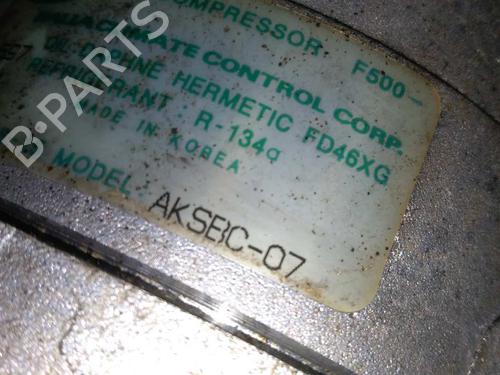 COMPRESSOR F500
CLIMATE CONTROL CORP.
HERMETIC FD46XG
REFRIGERANT : R-134a
MADE IN KOREA
MODEL: AKSBC-07
B-PARTS